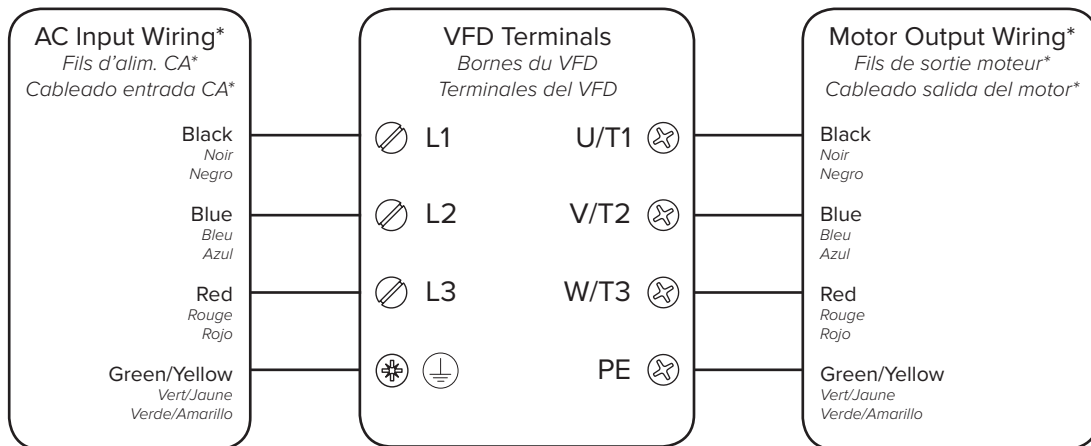 AC Input Wiring*
Fils d'alim. CA*
Cableado entrada CA*
Black
Noir
Negro
Blue
Bleu
Azul
Red
Rouge
Rojo
Green/Yellow
Vert/Jaune
Verde/Amarillo
VFD Terminals
Bornes du VFD
Terminales del VFD
L1 U/T1
L2 V/T2
L3 W/T3
PE
Motor Output Wiring*
Fils de sortie moteur*
Cableado salida del motor*
Black
Noir
Negro
Blue
Bleu
Azul
Red
Rouge
Rojo
Green/Yellow
Vert/Jaune
Verde/Amarillo